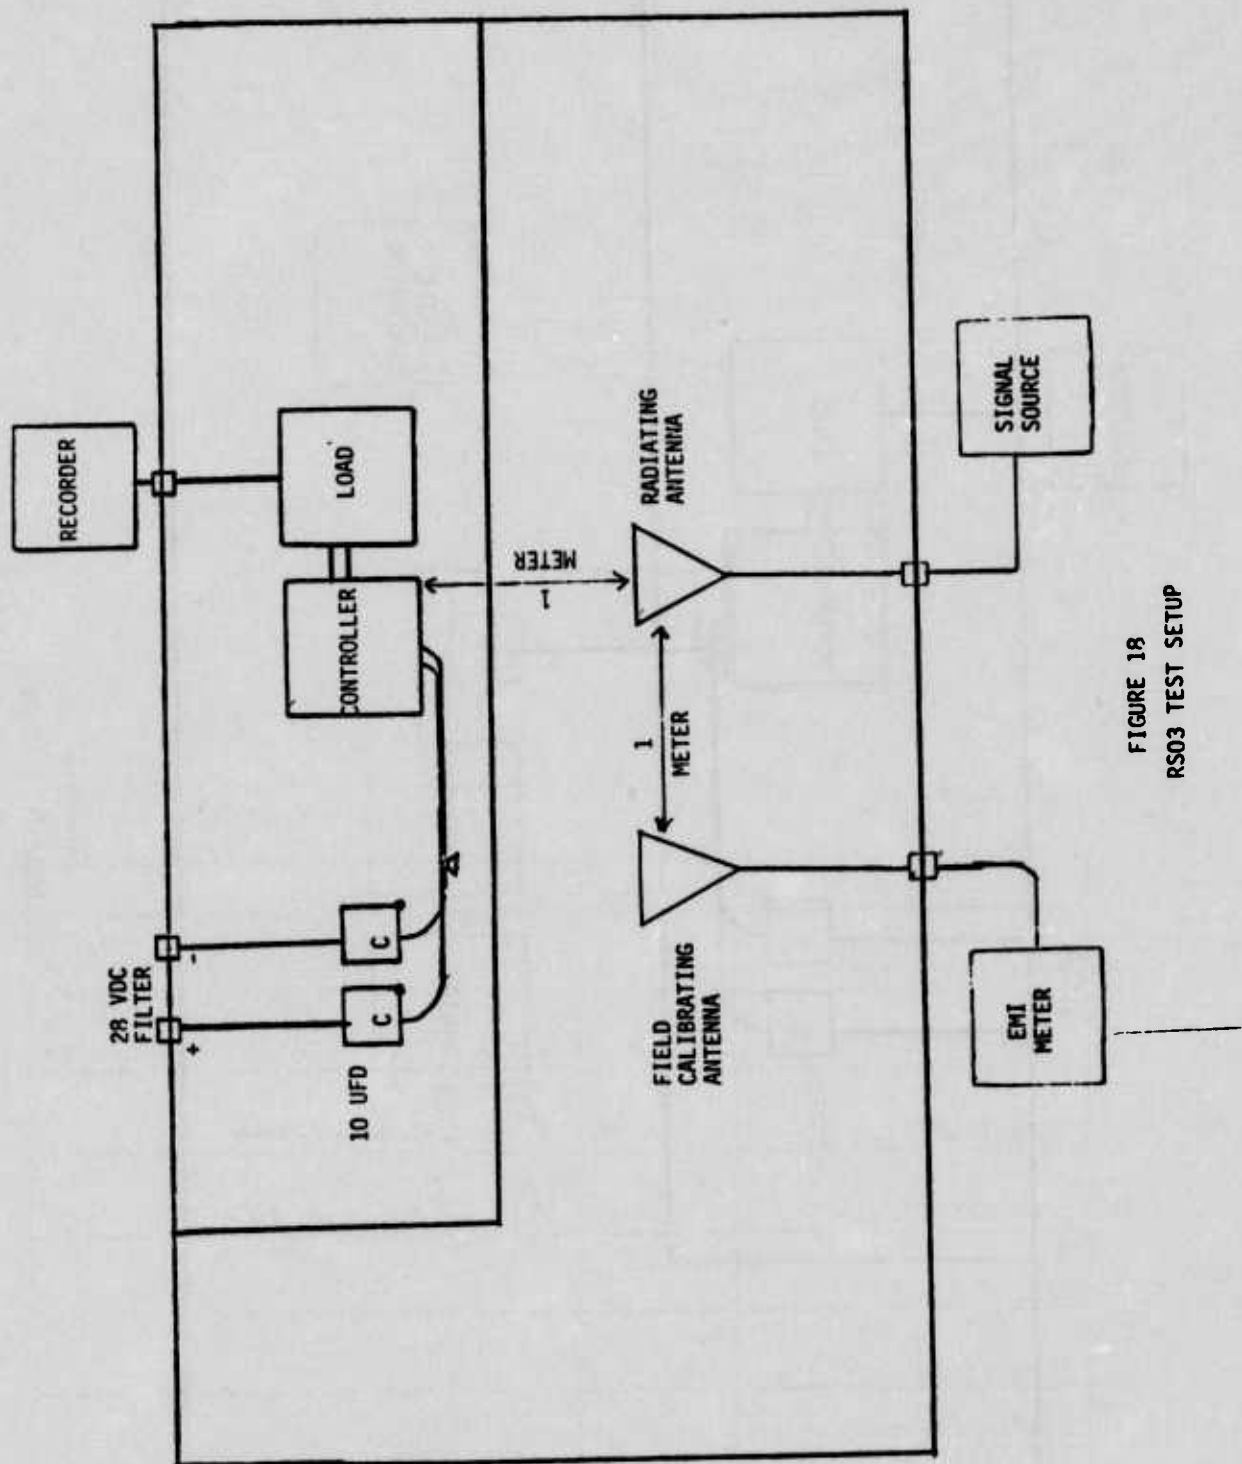 RECORDER
LOAD
CONTROLLER
28 VDC
FILTER
+
-
C
C
10 UFD
1
METER
RADIATING
ANTENNA
1
METER
FIELD
CALIBRATING
ANTENNA
SIGNAL
SOURCE
EMI
METER
FIGURE 18
RS03 TEST SETUP